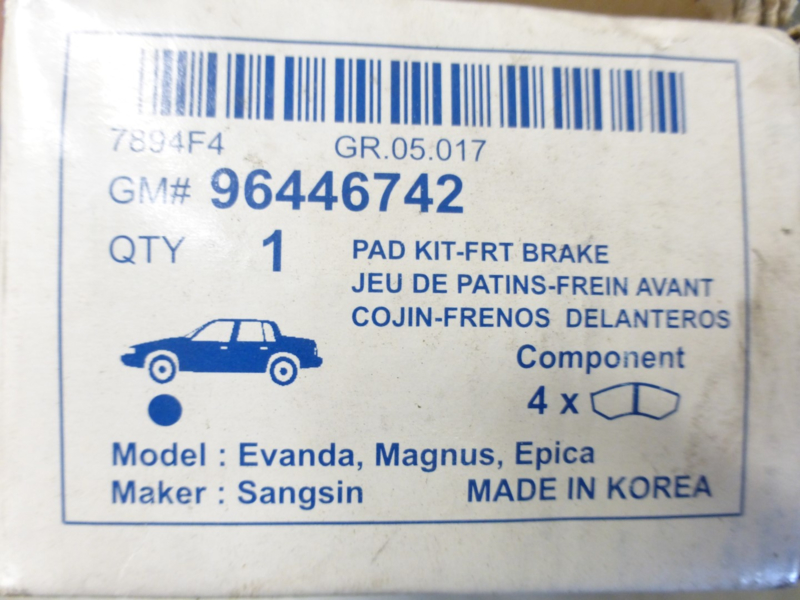 7894F4 GR.05.017
GM# 96446742
QTY 1 PAD KIT-FRT BRAKE
JEU DE PATINS-FREIN AVANT
COJIN-FRENOS DELANTEROS
Component
4 x
Model : Evanda, Magnus, Epica
Maker : Sangsin MADE IN KOREA